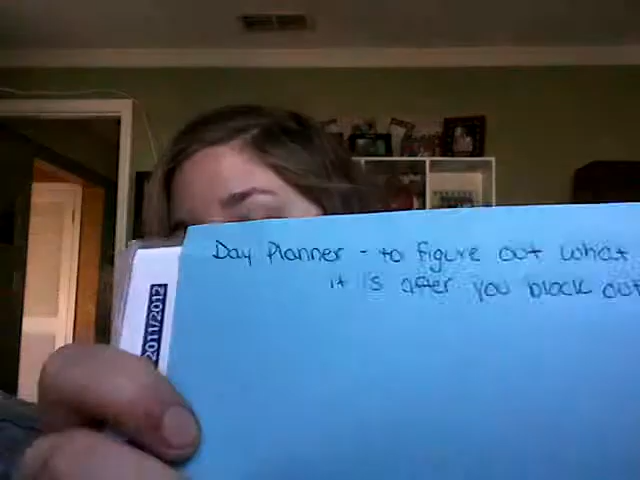 Day Planner - to figure out what
it is after you block out
2011/2012